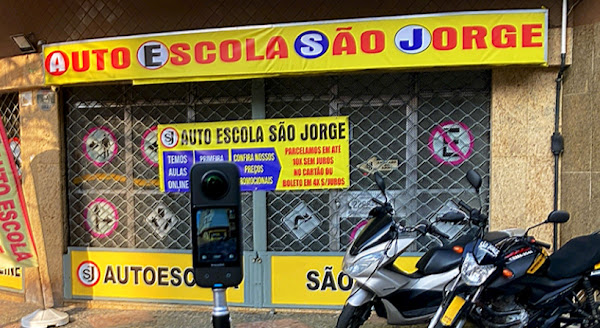 AUTO ESCOLA SÃO JORGE
SJ AUTO ESCOLA SÃO JORGE
TEMOS
AULAS
ONLINE
PRIMEIRA
CONFIRA NOSSOS
PREÇOS
PARCELAMOS EM ATÉ
10X SEM JUROS
NO CARTÃO OU
BOLETO EM 4X S/JUROS
AUTO ESCOLA
SJ AUTOESC
SÃO